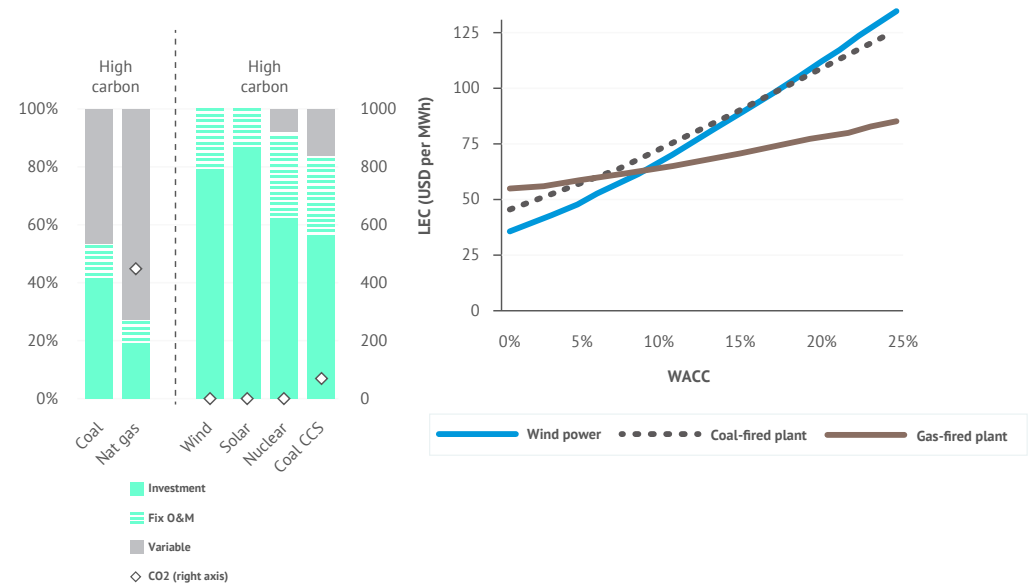 High
carbon
High
carbon
100%
80%
60%
40%
20%
0%
1000
800
600
400
200
0
Coal
Nat gas
Wind
Solar
Nuclear
Coal CCS
Investment
Fix O&M
Variable
CO2 (right axis)
LEC (USD per MWh)
125
100
75
50
25
0
0%
5%
10%
15%
20%
25%
WACC
Wind power
Coal-fired plant
Gas-fired plant